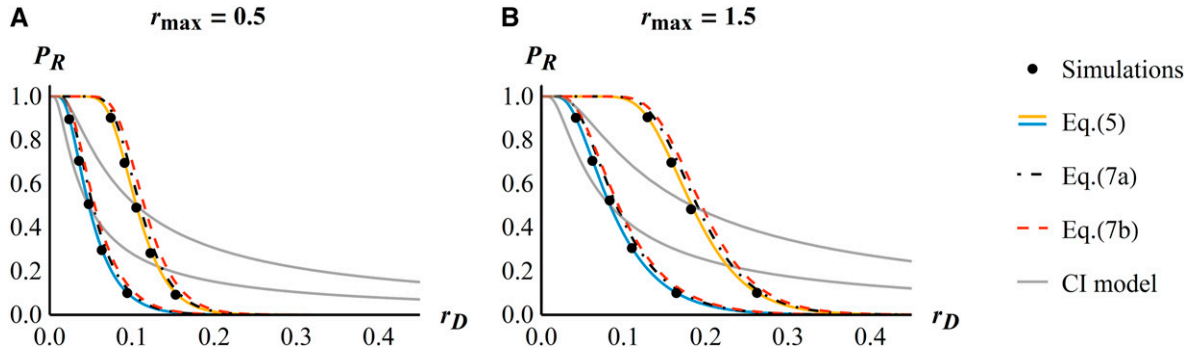 A
r_max = 0.5
P_R
1.0
0.8
0.6
0.4
0.2
0.0
0.0 0.1 0.2 0.3 0.4
r_D
B
r_max = 1.5
P_R
1.0
0.8
0.6
0.4
0.2
0.0
0.0 0.1 0.2 0.3 0.4
r_D
Simulations
Eq.(5)
Eq.(7a)
Eq.(7b)
CI model